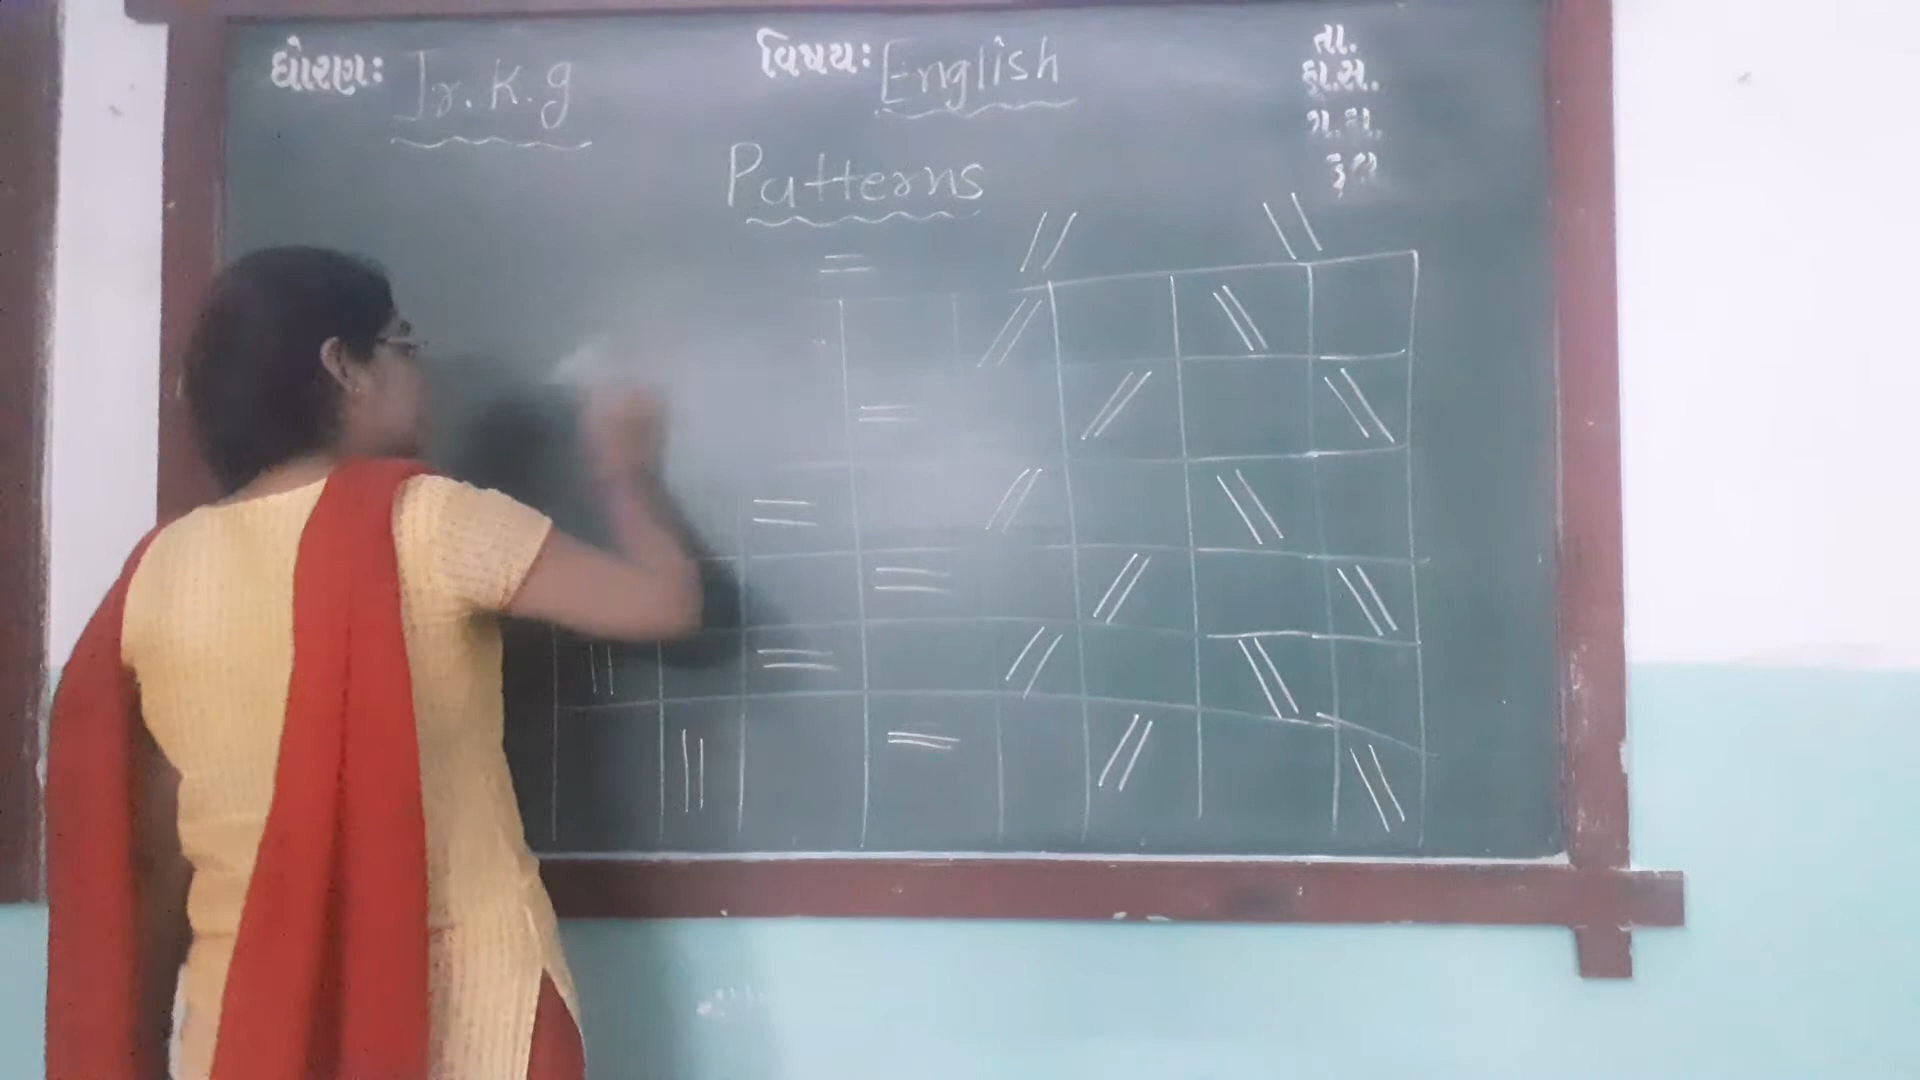 ધોરણઃ Jr. K.g વિષયઃ English
તા.
હા.સ.
ગ.હા.
કુલ
Patterns